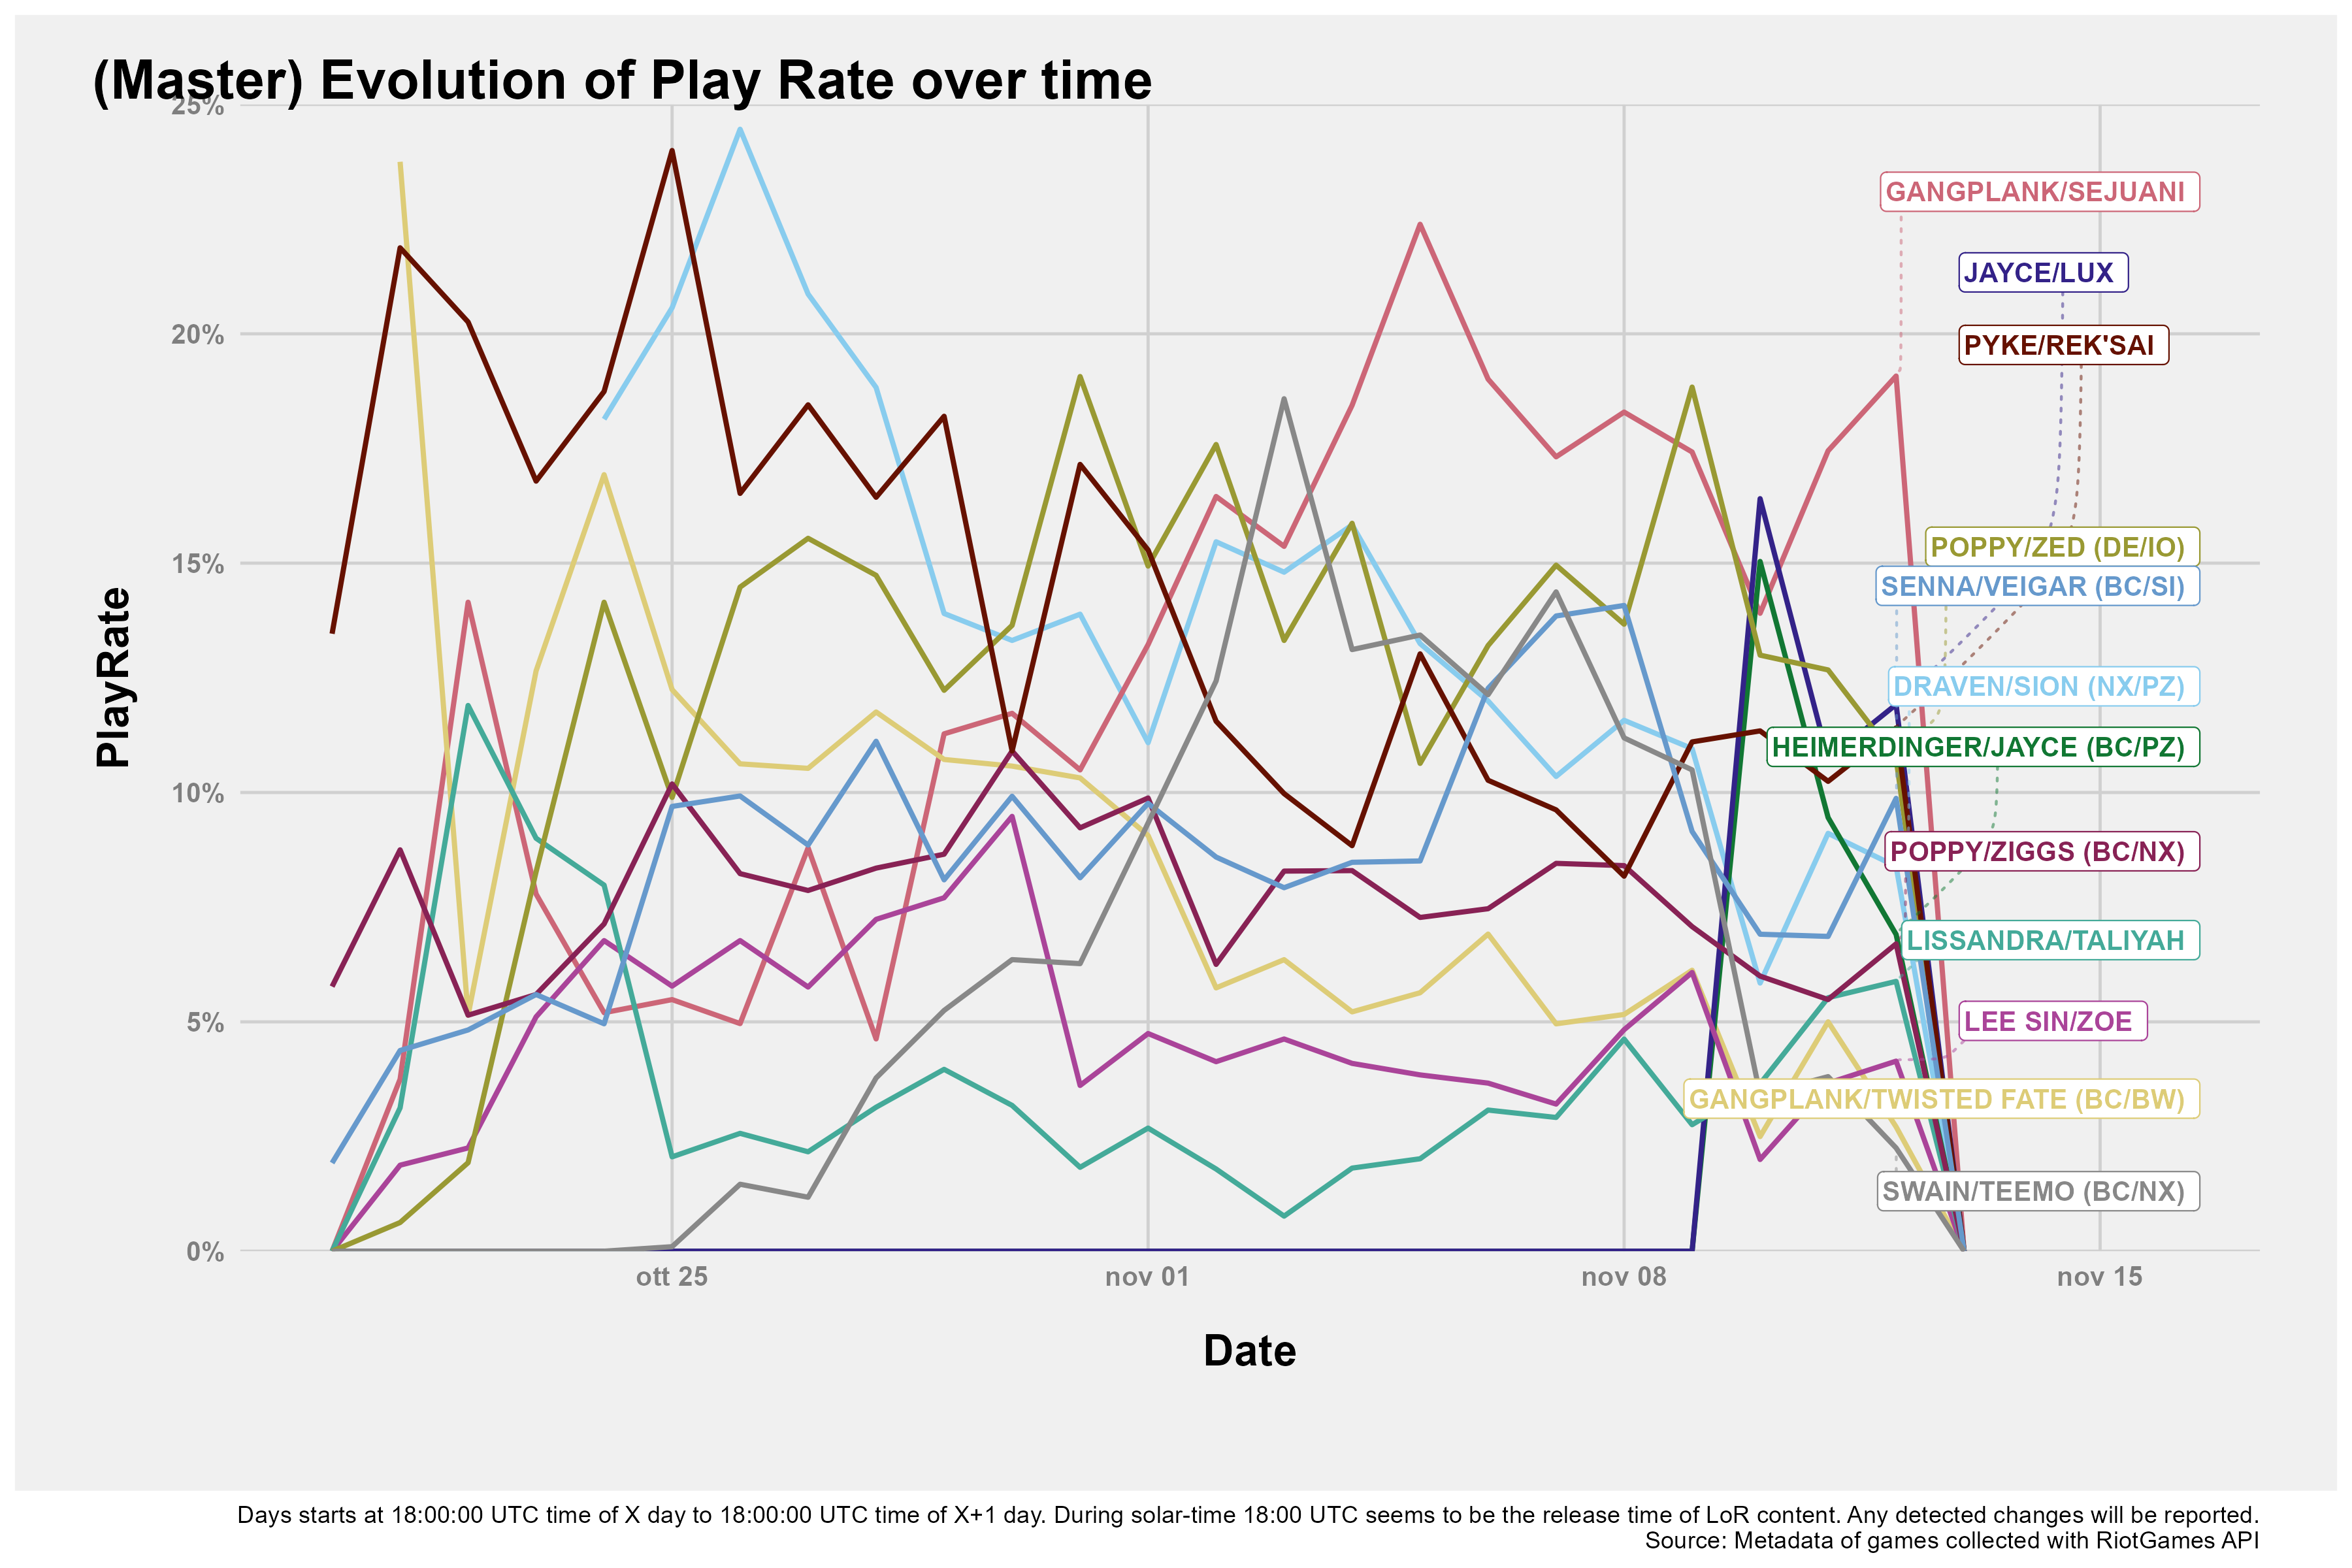 (Master) Evolution of Play Rate over time
25%
GANGPLANK/SEJUANI
JAYCE/LUX
20%
PYKE/REK'SAI
15%
POPPY/ZED (DE/IO)
SENNA/VEIGAR (BC/SI)
DRAVEN/SION (NX/PZ)
HEIMERDINGER/JAYCE (BC/PZ)
10%
POPPY/ZIGGS (BC/NX)
LISSANDRA/TALIYAH
5%
LEE SIN/ZOE
GANGPLANK/TWISTED FATE (BC/BW)
SWAIN/TEEMO (BC/NX)
0%
PlayRate
ott 25
nov 01
nov 08
nov 15
Date
Days starts at 18:00:00 UTC time of X day to 18:00:00 UTC time of X+1 day. During solar-time 18:00 UTC seems to be the release time of LoR content. Any detected changes will be reported.
Source: Metadata of games collected with RiotGames API